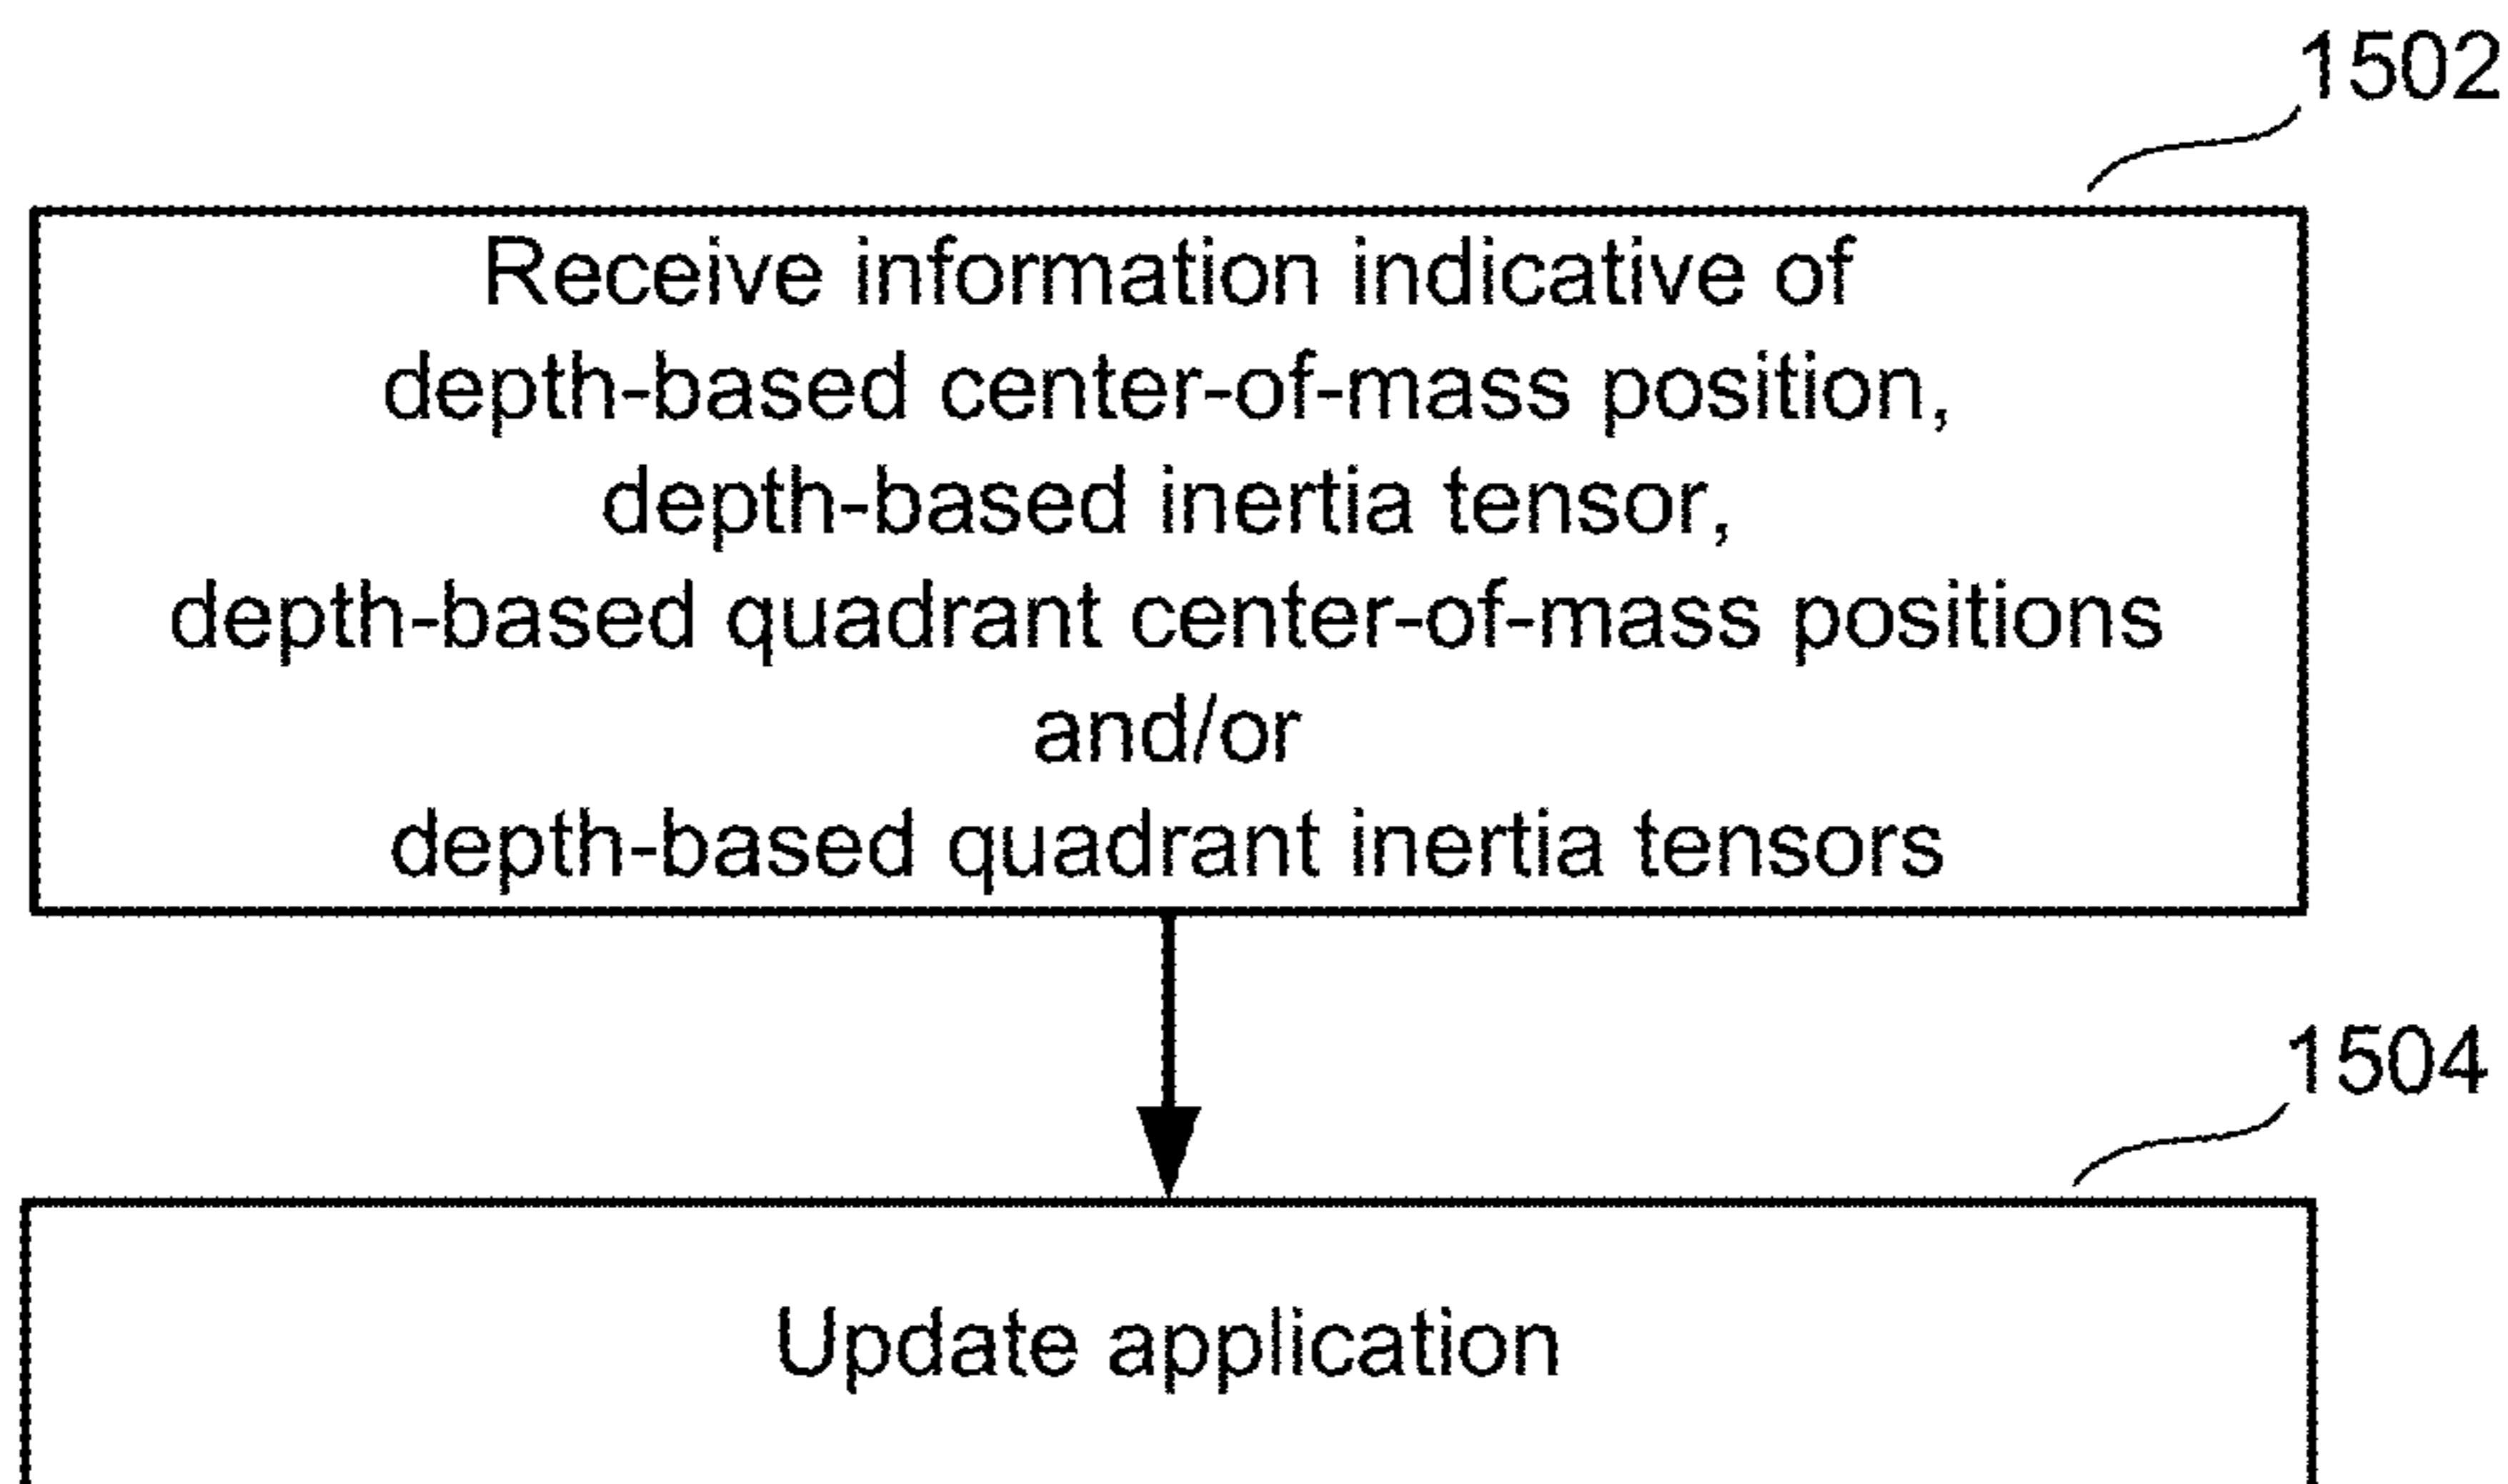 1502
Receive information indicative of
depth-based center-of-mass position,
depth-based inertia tensor,
depth-based quadrant center-of-mass positions
and/or
depth-based quadrant inertia tensors
1504
Update application